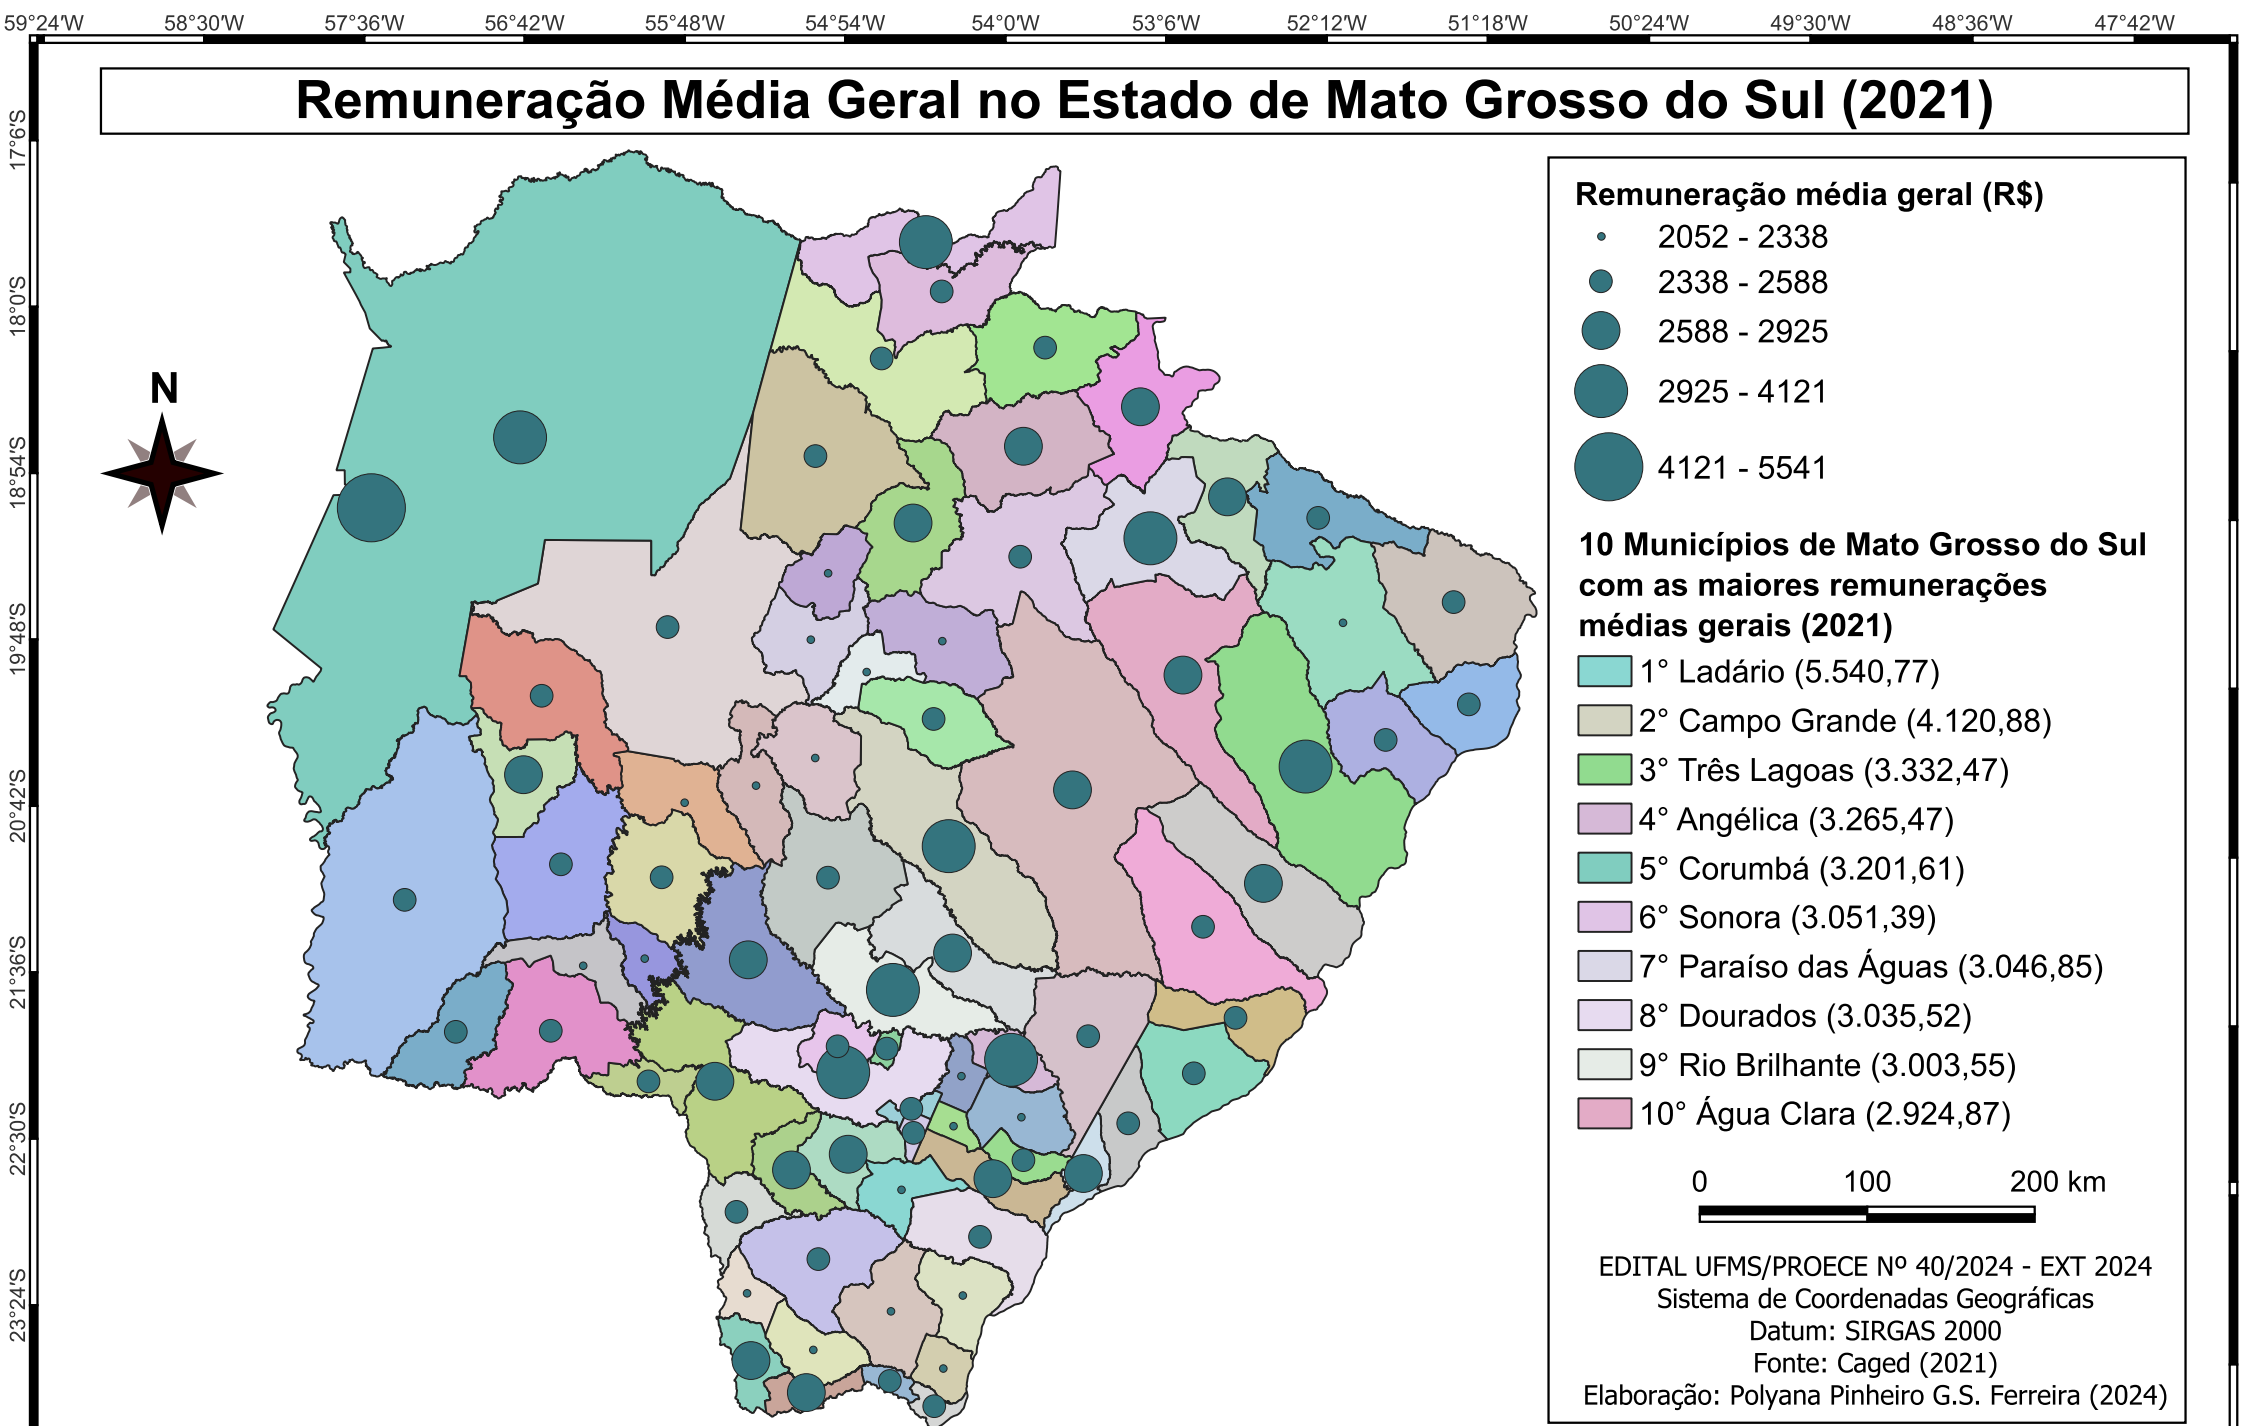 59°24'W 58°30'W 57°36'W 56°42'W 55°48'W 54°54'W 54°0'W 53°6'W 52°12'W 51°18'W 50°24'W 49°30'W 48°36'W 47°42'W
Remuneração Média Geral no Estado de Mato Grosso do Sul (2021)
17°6'S
18°0'S
18°54'S
19°48'S
20°42'S
21°36'S
22°30'S
23°24'S
N
Remuneração média geral (R$)
2052 - 2338
2338 - 2588
2588 - 2925
2925 - 4121
4121 - 5541
10 Municípios de Mato Grosso do Sul
com as maiores remunerações
médias gerais (2021)
1° Ladário (5.540,77)
2° Campo Grande (4.120,88)
3° Três Lagoas (3.332,47)
4° Angélica (3.265,47)
5° Corumbá (3.201,61)
6° Sonora (3.051,39)
7° Paraíso das Águas (3.046,85)
8° Dourados (3.035,52)
9° Rio Brilhante (3.003,55)
10° Água Clara (2.924,87)
0 100 200 km
EDITAL UFMS/PROECE Nº 40/2024 - EXT 2024
Sistema de Coordenadas Geográficas
Datum: SIRGAS 2000
Fonte: Caged (2021)
Elaboração: Polyana Pinheiro G.S. Ferreira (2024)